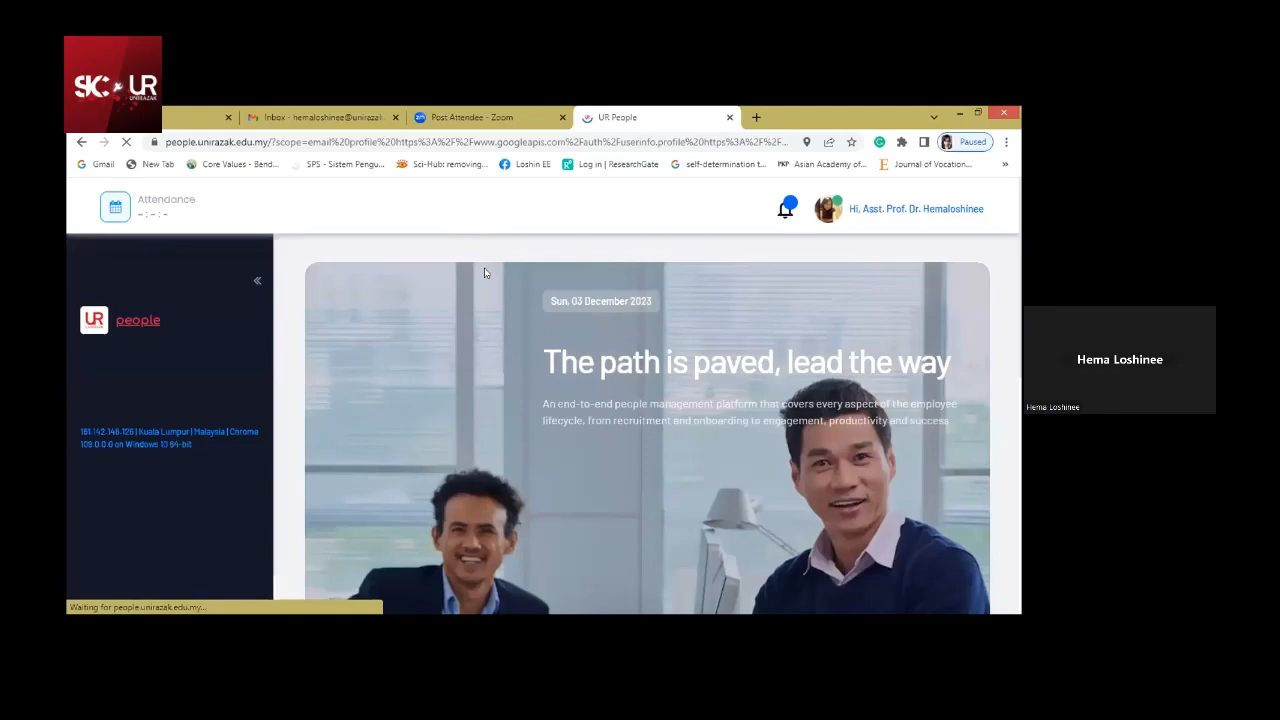 SKC UR
UNIRAZAK
Inbox - hemaloshinee@unirazak
Post Attendee - Zoom
UR People
people.unirazak.edu.my/?scope=email%20profile%20https%3A%2F%2Fwww.googleapis.com%2Fauth%2Fuserinfo.profile%20https%3A%2F%2F...
Paused
Gmail
New Tab
Core Values - Bend...
SPS - Sistem Pengu...
Sci-Hub: removing...
Loshin EE
Log in | ResearchGate
self-determination t...
Asian Academy of...
Journal of Vocation...
Attendance
- : - : -
Hi, Asst. Prof. Dr. Hemaloshinee
UR people
Sun, 03 December 2023
The path is paved, lead the way
An end-to-end people management platform that covers every aspect of the employee
lifecycle, from recruitment and onboarding to engagement, productivity and success
Hema Loshinee
Hema Loshinee
Waiting for people.unirazak.edu.my...